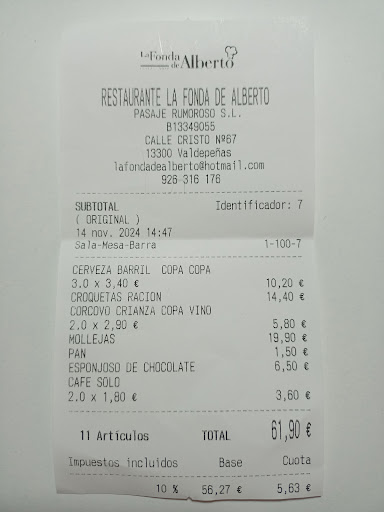 La Fonda
de Alberto
RESTAURANTE LA FONDA DE ALBERTO
PASAJE RUMOROSO S.L.
B13349055
CALLE CRISTO Nº67
13300 Valdepeñas
lafondadealberto@hotmail.com
926 316 176
SUBTOTAL Identificador: 7
( ORIGINAL )
14 nov. 2024 14:47
Sala-Mesa-Barra 1-100-7
CERVEZA BARRIL COPA COPA
3.0 x 3,40 € 10,20 €
CROQUETAS RACION 14,40 €
CORCOVO CRIANZA COPA VINO
2.0 x 2,90 € 5,80 €
MOLLEJAS 19,90 €
PAN 1,50 €
ESPONJOSO DE CHOCOLATE 6,50 €
CAFE SOLO
2.0 x 1,80 € 3,60 €
11 Artículos TOTAL 61,90 €
Impuestos incluidos Base Cuota
10 % 56,27 € 5,63 €